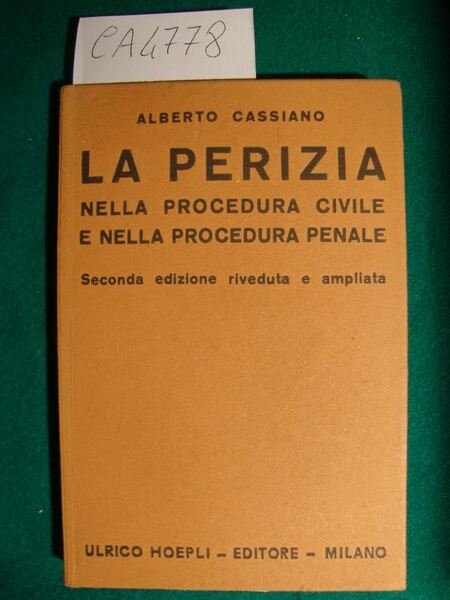 CA4778
ALBERTO CASSIANO
LA PERIZIA
NELLA PROCEDURA CIVILE
E NELLA PROCEDURA PENALE
Seconda edizione riveduta e ampliata
ULRICO HOEPLI – EDITORE – MILANO